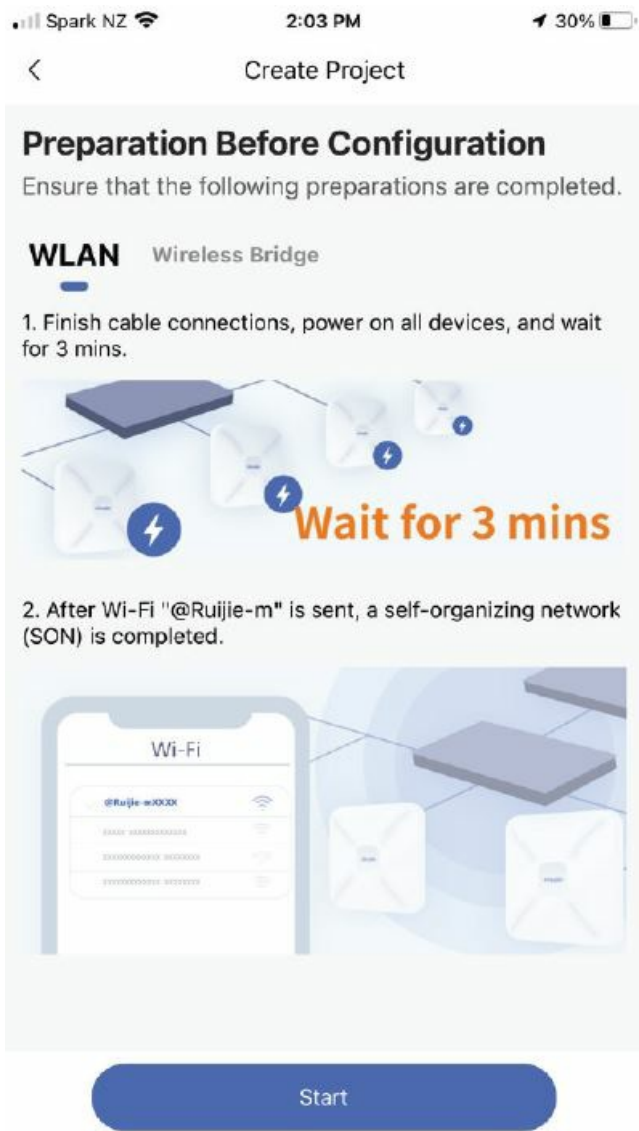 Spark NZ 2:03 PM 30%
Create Project
Preparation Before Configuration
Ensure that the following preparations are completed.
WLAN Wireless Bridge
1. Finish cable connections, power on all devices, and wait
for 3 mins.
Wait for 3 mins
2. After Wi-Fi "@Ruijie-m" is sent, a self-organizing network
(SON) is completed.
Wi-Fi
@Ruijie-mXXXX
Start